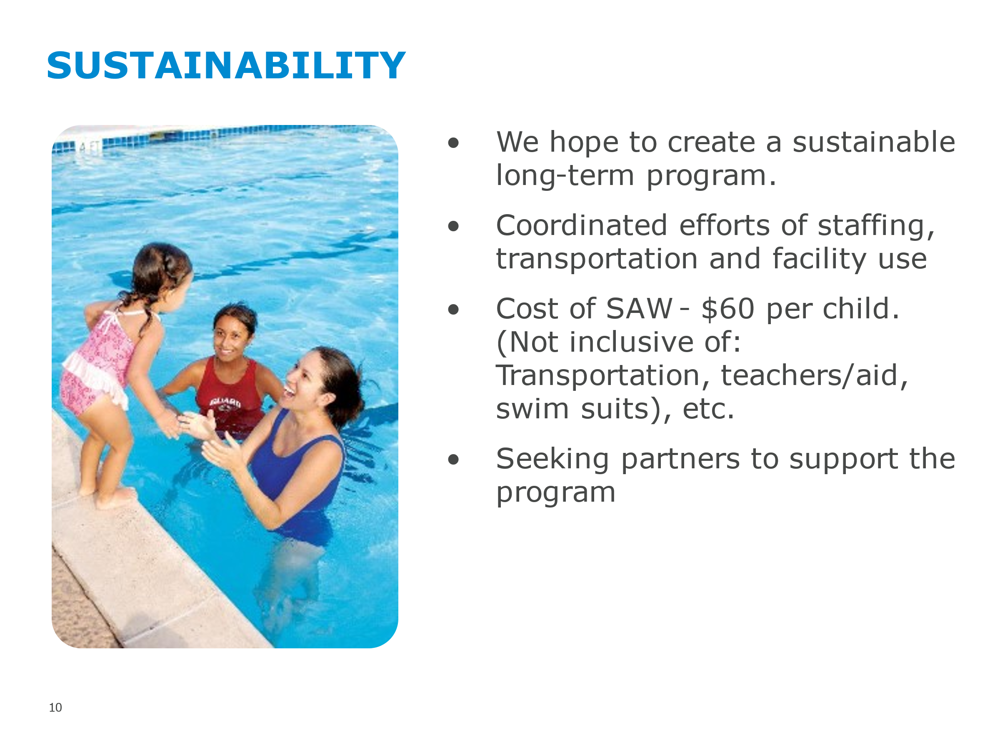 SUSTAINABILITY
4 FT
GUARD
• We hope to create a sustainable
long-term program.
• Coordinated efforts of staffing,
transportation and facility use
• Cost of SAW - $60 per child.
(Not inclusive of:
Transportation, teachers/aid,
swim suits), etc.
• Seeking partners to support the
program
10